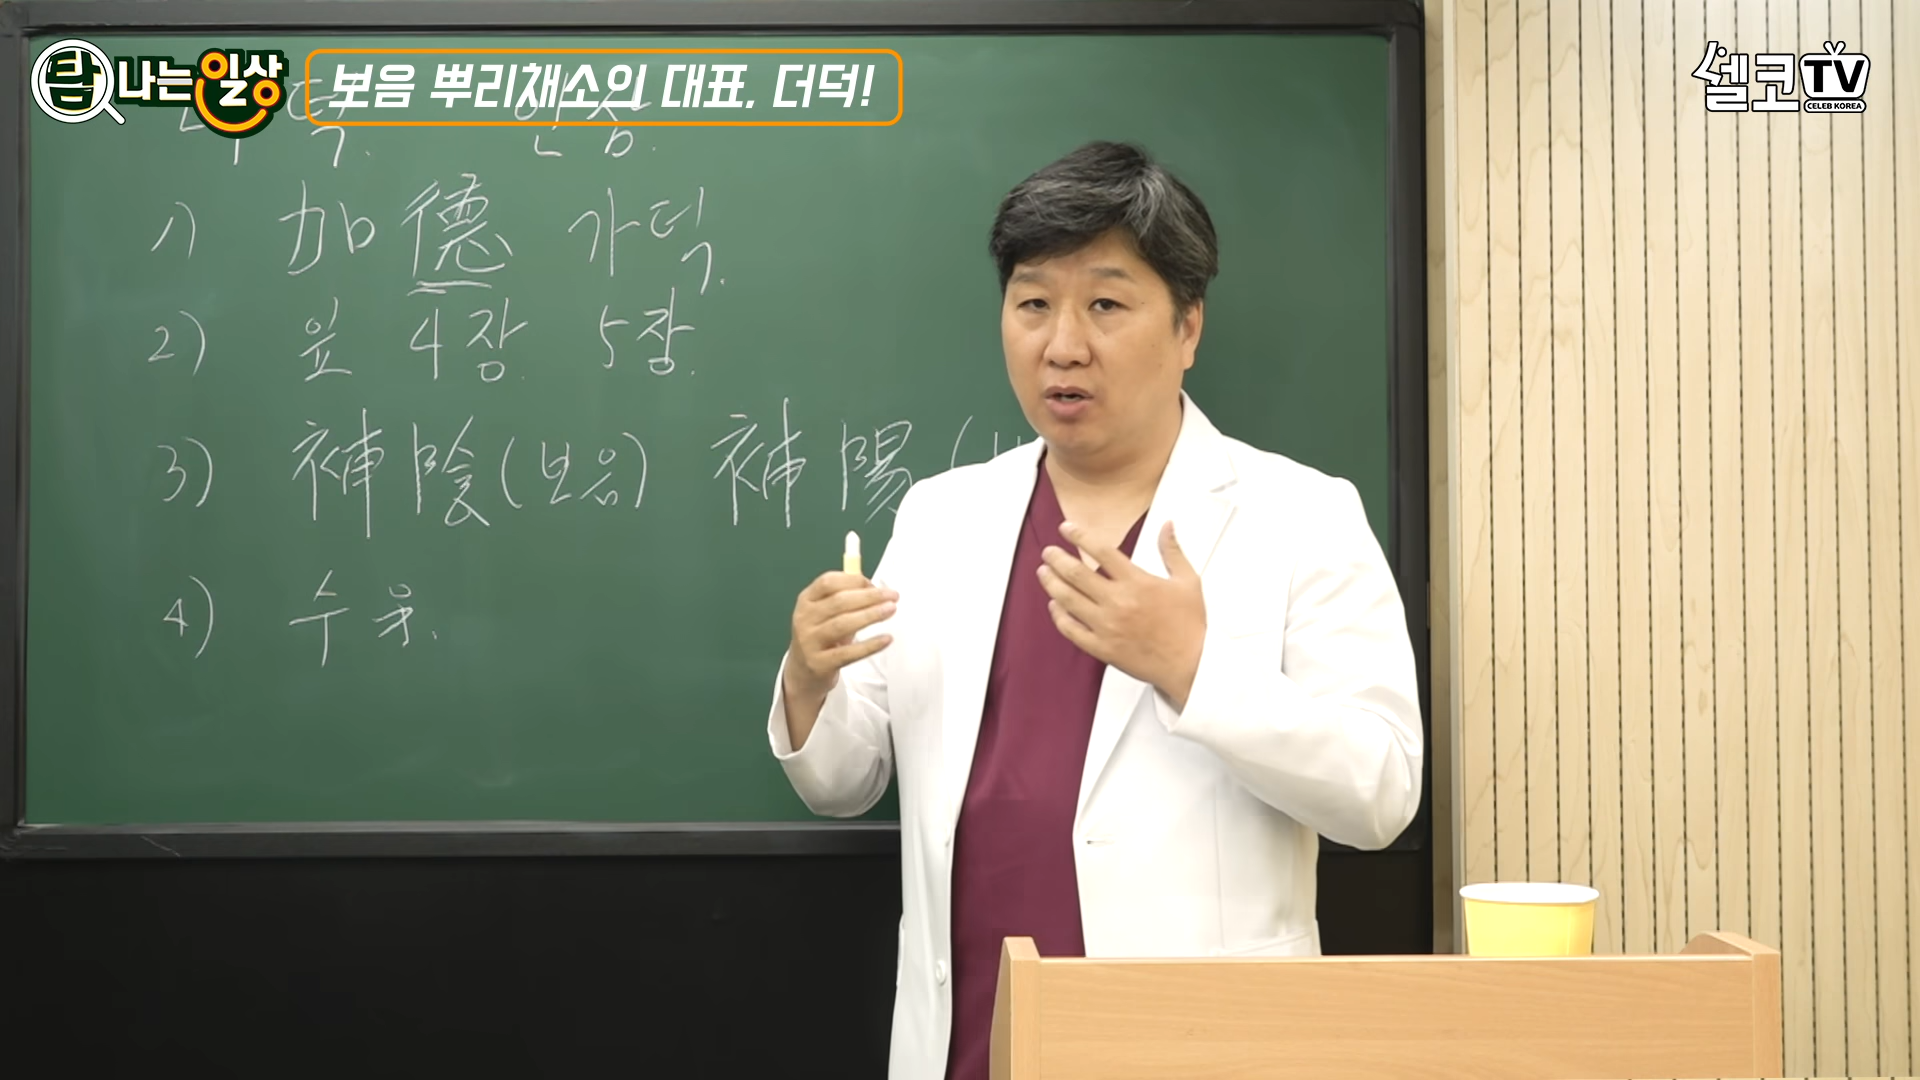 나는일상
보음 뿌리채소의 대표, 더덕!
셀코TV
CELEB KOREA
1) 加德 가덕.
2) 잎 4장 5장.
3) 補陰(보음) 補陽(
4) 수